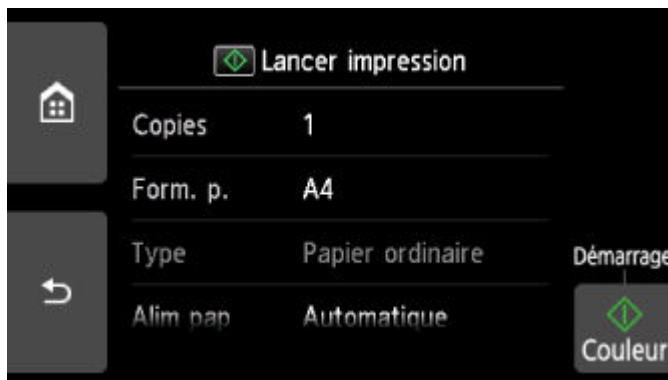 Lancer impression
Copies 1
Form. p. A4
Type Papier ordinaire
Démarrage
Alim pap Automatique
Couleur